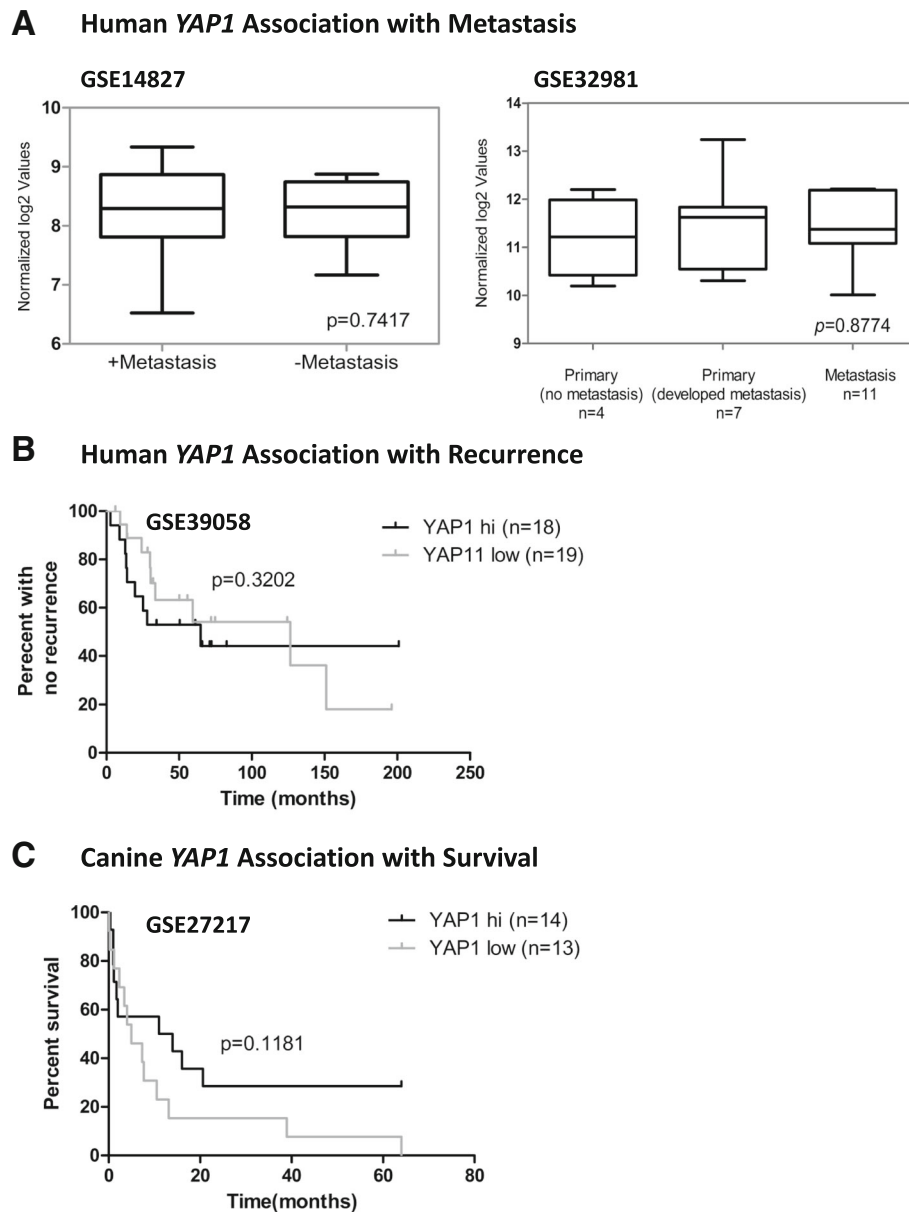 A Human YAP1 Association with Metastasis
GSE14827
GSE32981
Normalized log2 Values
10
9
8
7
6
p=0.7417
+Metastasis
-Metastasis
Normalized log2 Values
14
13
12
11
10
9
p=0.8774
Primary
(no metastasis)
n=4
Primary
(developed metastasis)
n=7
Metastasis
n=11
B Human YAP1 Association with Recurrence
GSE39058
Perecent with
no recurrence
100
80
60
40
20
0
YAP1 hi (n=18)
YAP11 low (n=19)
p=0.3202
0 50 100 150 200 250
Time (months)
C Canine YAP1 Association with Survival
GSE27217
Percent survival
100
80
60
40
20
0
YAP1 hi (n=14)
YAP1 low (n=13)
p=0.1181
0 20 40 60 80
Time(months)